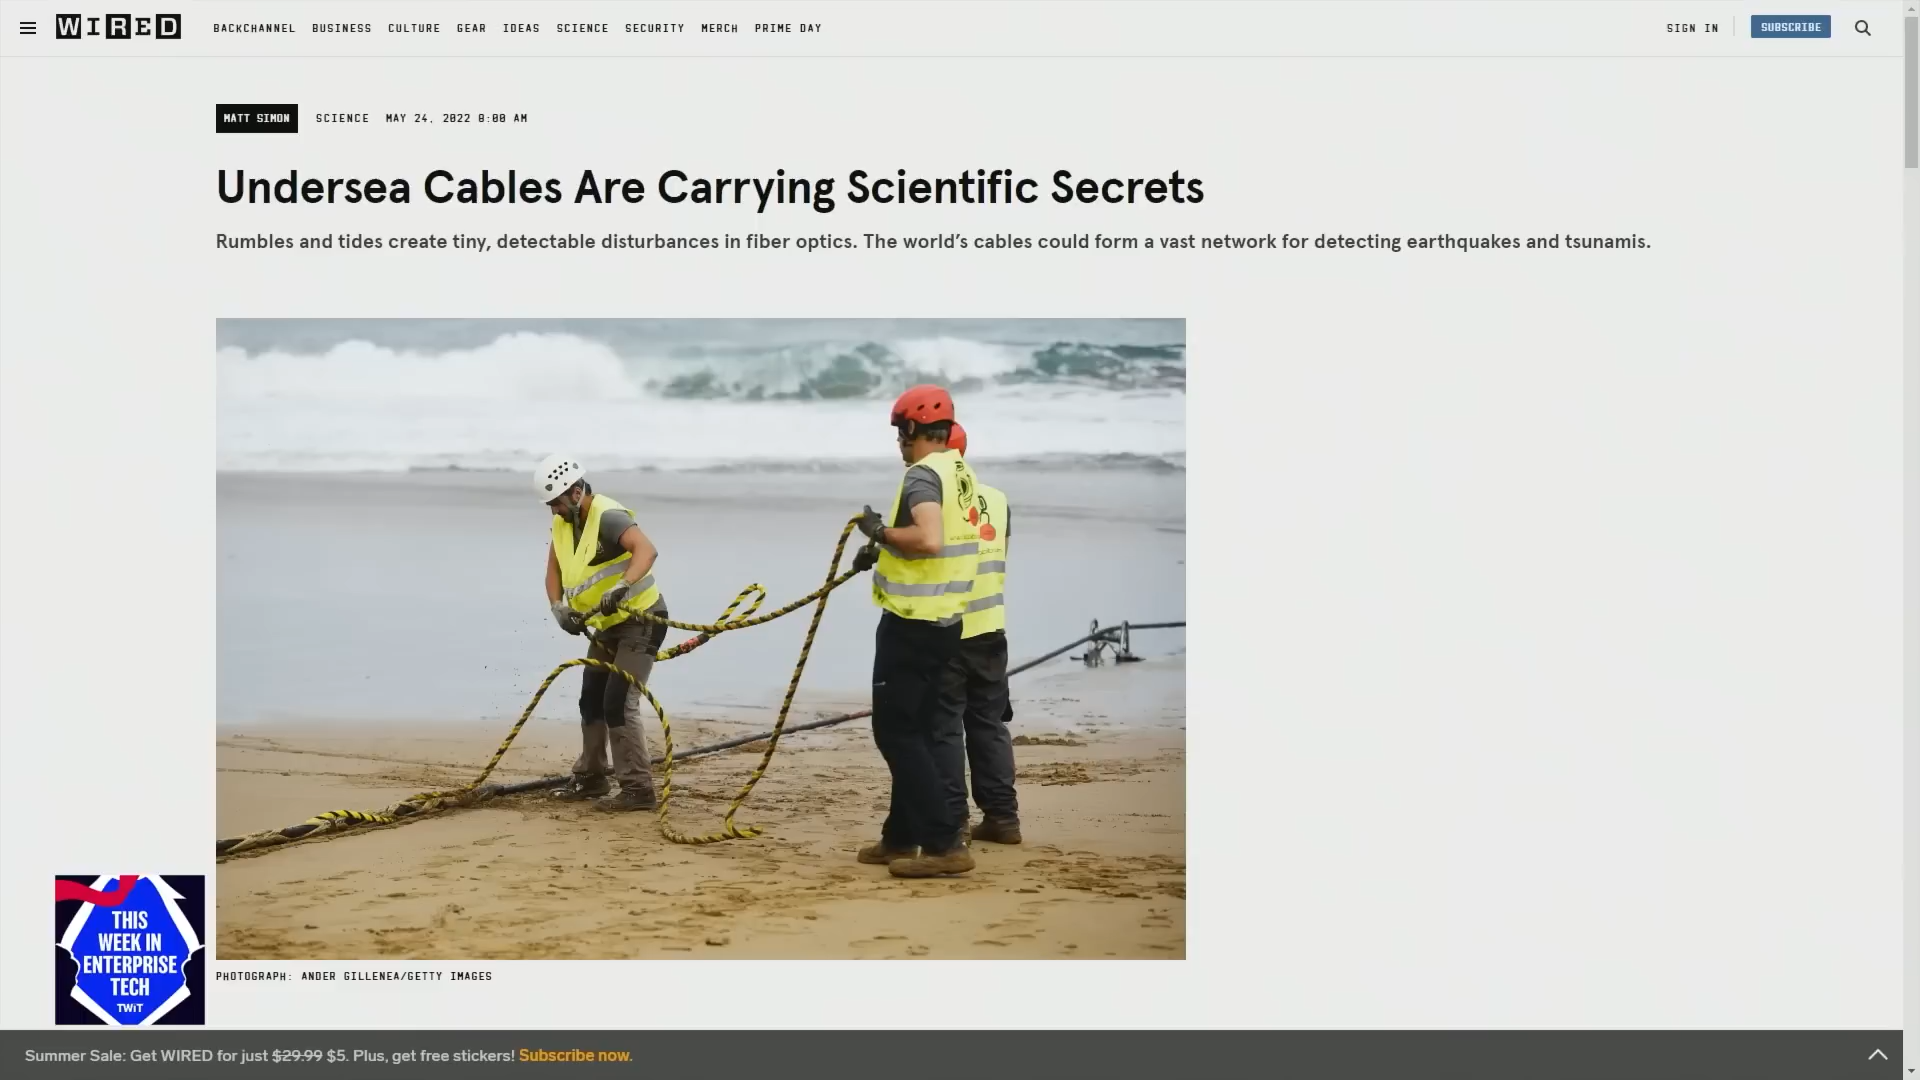 WIRED
BACKCHANNEL BUSINESS CULTURE GEAR IDEAS SCIENCE SECURITY MERCH PRIME DAY
SIGN IN
SUBSCRIBE
MATT SIMON
SCIENCE
MAY 24, 2022 8:00 AM
Undersea Cables Are Carrying Scientific Secrets
Rumbles and tides create tiny, detectable disturbances in fiber optics. The world’s cables could form a vast network for detecting earthquakes and tsunamis.
THIS
WEEK IN
ENTERPRISE
TECH
TWiT
PHOTOGRAPH: ANDER GILLENEA/GETTY IMAGES
Summer Sale: Get WIRED for just $29.99 $5. Plus, get free stickers! Subscribe now.